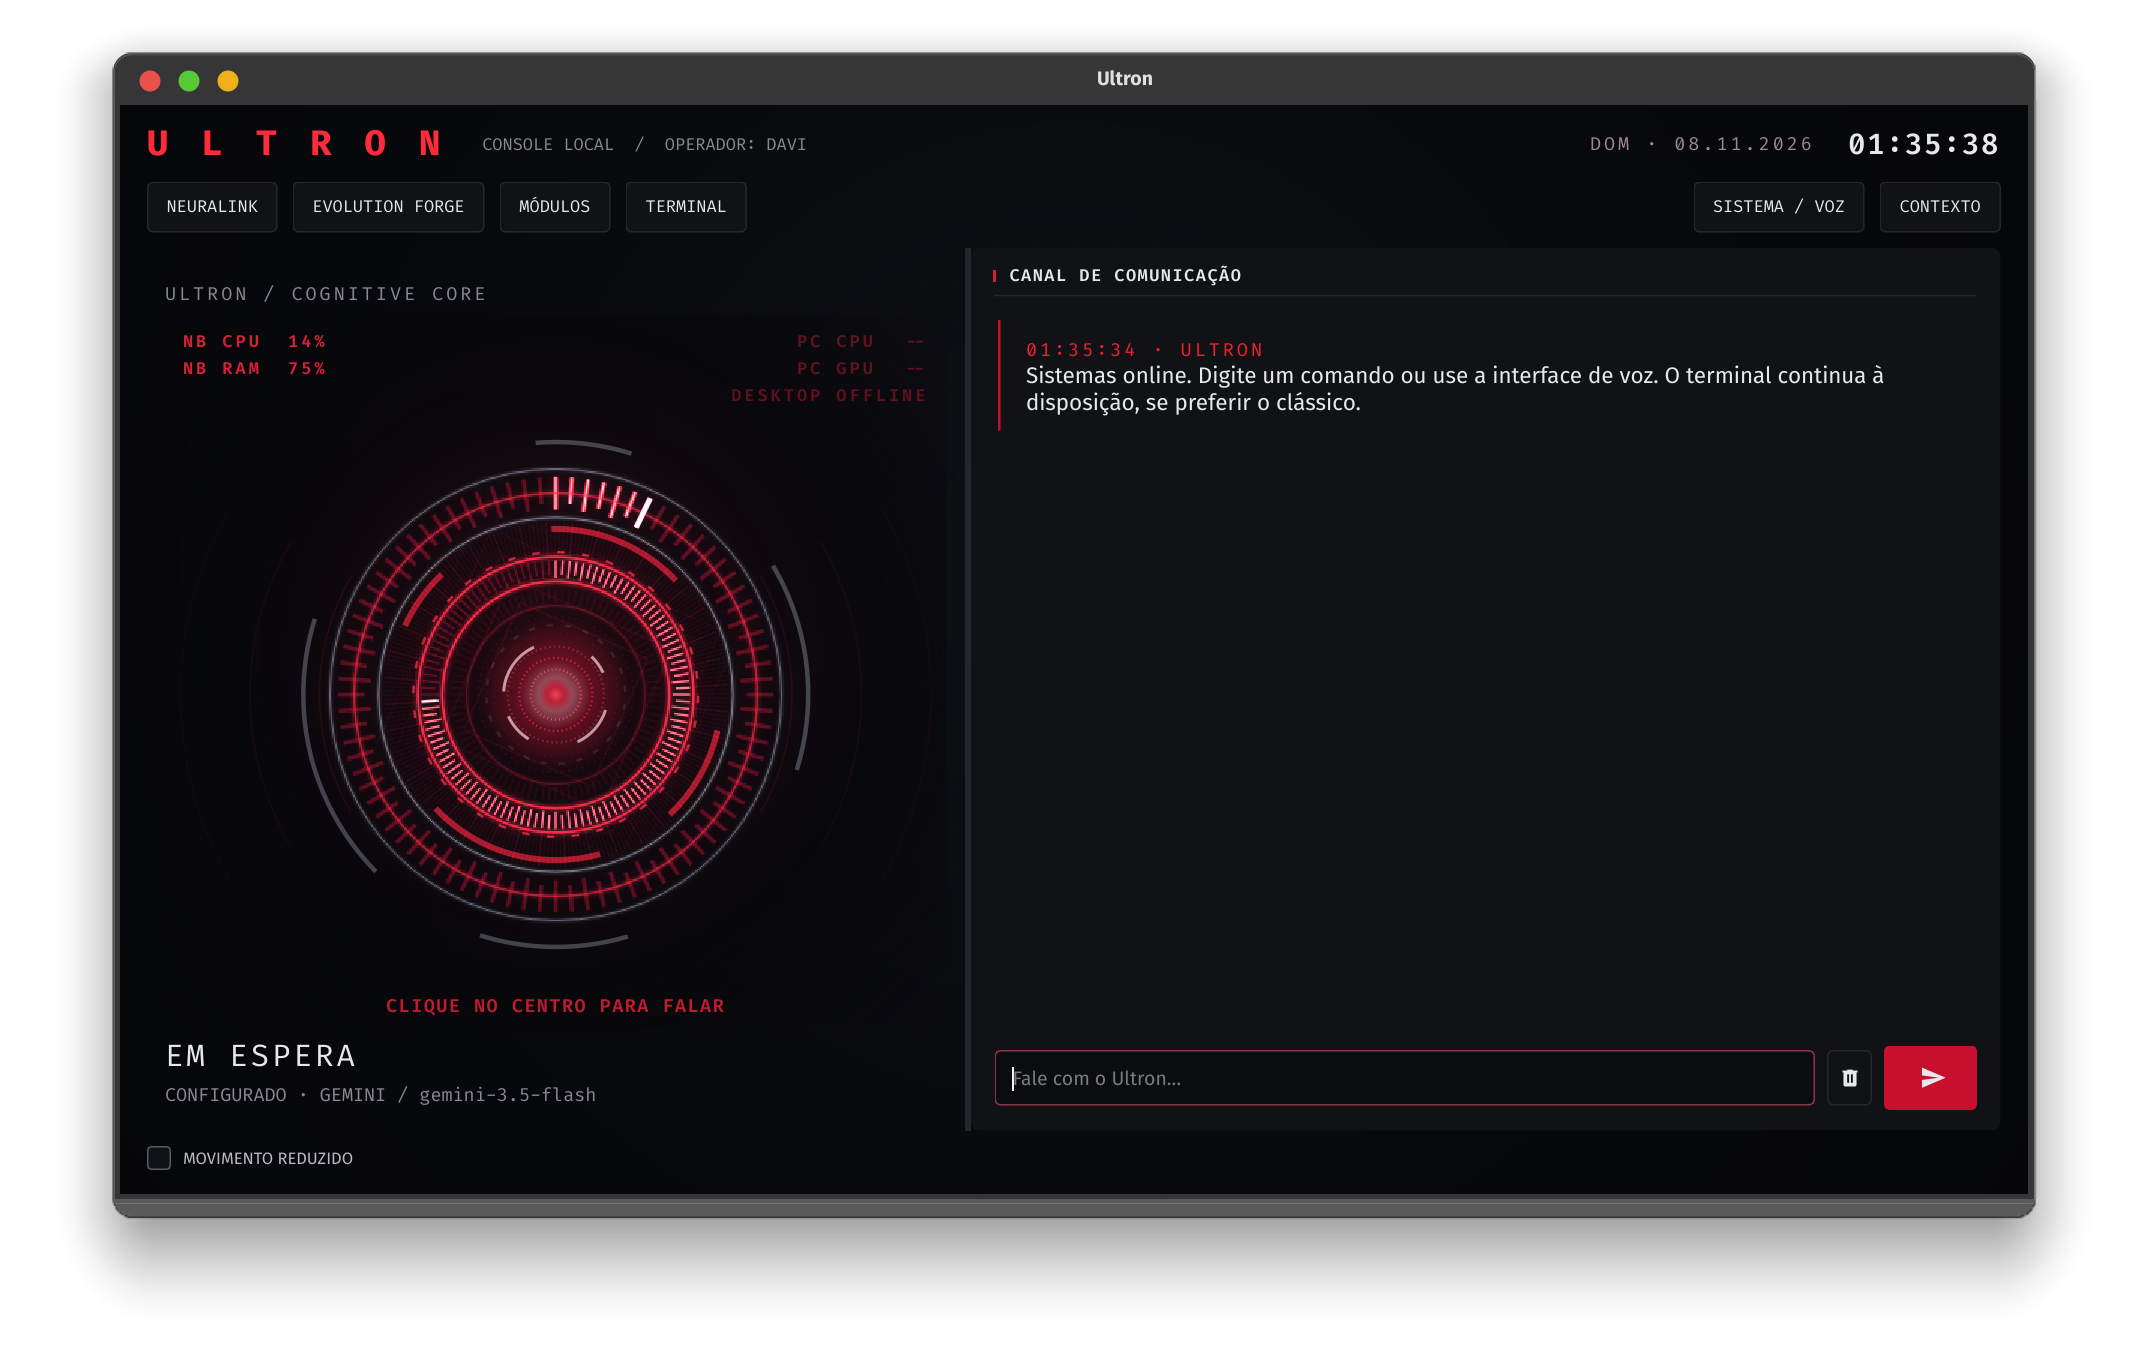 Ultron
ULTRON
CONSOLE LOCAL / OPERADOR: DAVI
DOM · 08.11.2026
01:35:38
NEURALINK
EVOLUTION FORGE
MÓDULOS
TERMINAL
SISTEMA / VOZ
CONTEXTO
ULTRON / COGNITIVE CORE
NB CPU 14%
NB RAM 75%
PC CPU --
PC GPU --
DESKTOP OFFLINE
CLIQUE NO CENTRO PARA FALAR
EM ESPERA
CONFIGURADO · GEMINI / gemini-3.5-flash
MOVIMENTO REDUZIDO
CANAL DE COMUNICAÇÃO
01:35:34 · ULTRON
Sistemas online. Digite um comando ou use a interface de voz. O terminal continua à
disposição, se preferir o clássico.
Fale com o Ultron...